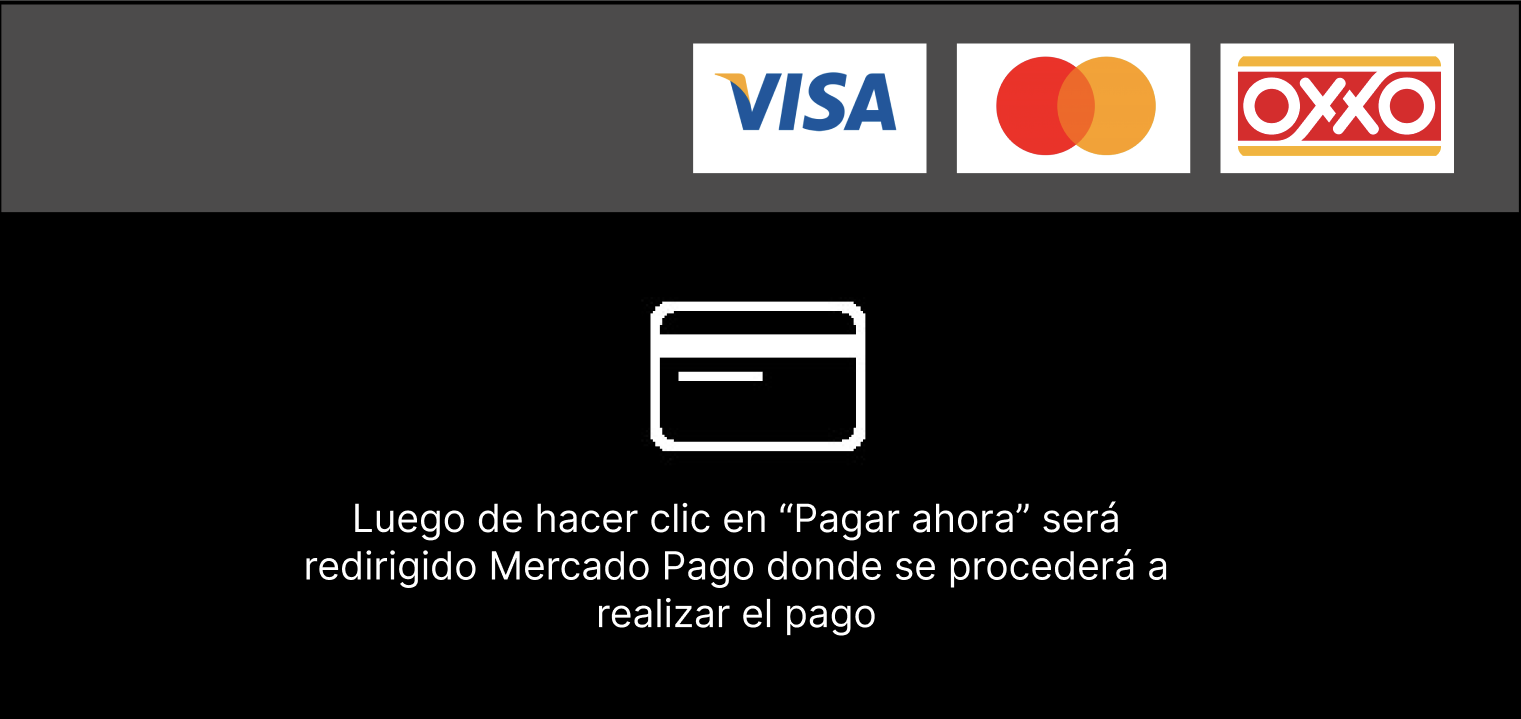 VISA
OXXO
Luego de hacer clic en “Pagar ahora” será
redirigido Mercado Pago donde se procederá a
realizar el pago